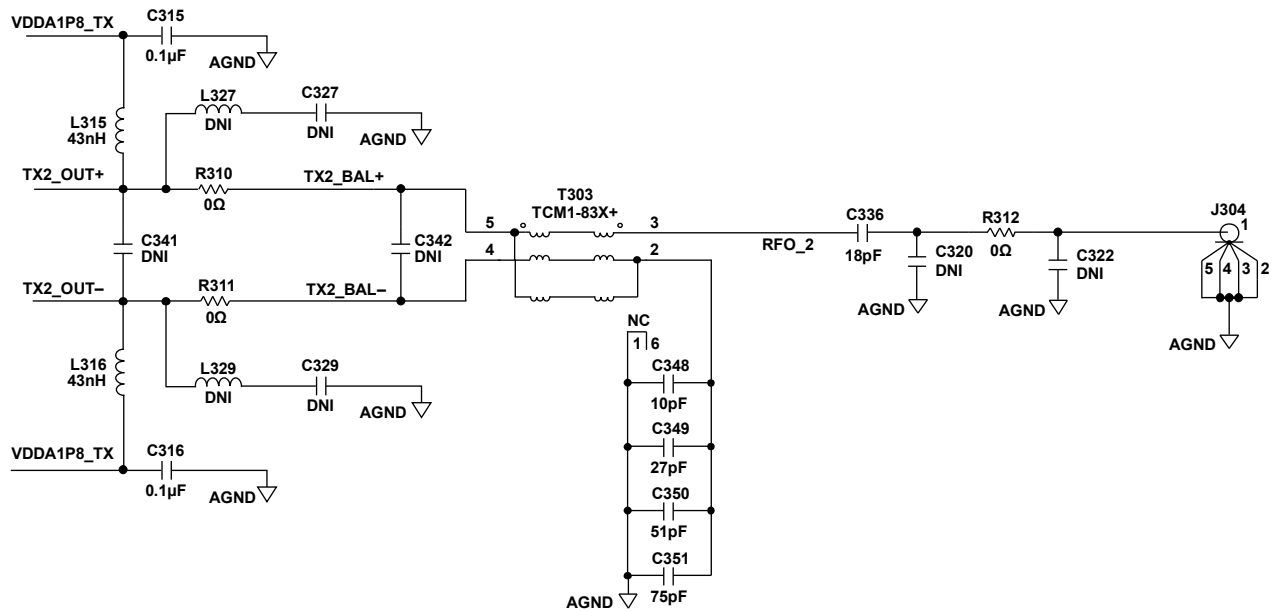 VDDA1P8_TX
C315
0.1µF
AGND
L327
DNI
C327
DNI
AGND
L315
43nH
TX2_OUT+
R310
0Ω
TX2_BAL+
C341
DNI
C342
DNI
TX2_OUT–
R311
0Ω
TX2_BAL–
5
4
T303
TCM1-83X+
3
2
RFO_2
C336
18pF
C320
DNI
AGND
R312
0Ω
C322
DNI
AGND
J304
1
5
4
3
2
AGND
L316
43nH
L329
DNI
C329
DNI
AGND
VDDA1P8_TX
C316
0.1µF
AGND
NC
1
6
C348
10pF
C349
27pF
C350
51pF
C351
75pF
AGND